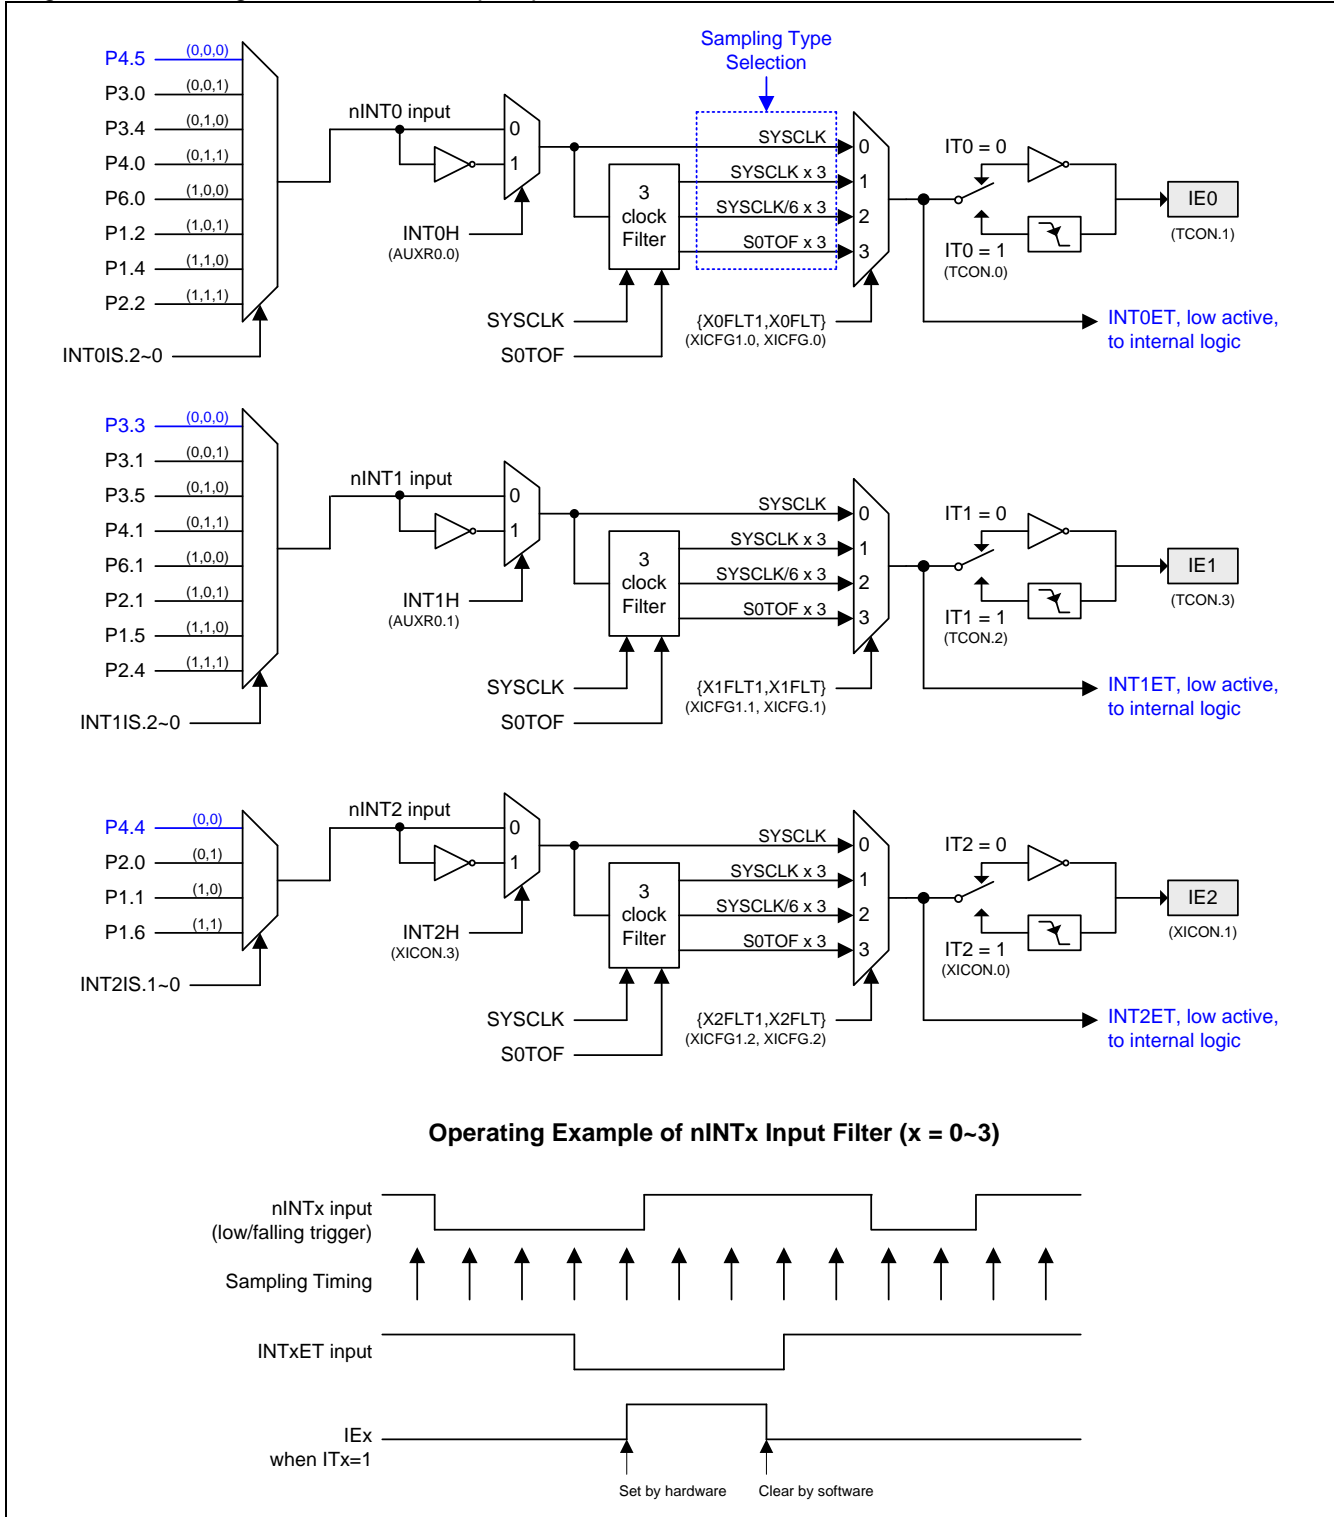 Sampling Type
Selection
P4.5 (0,0,0)
P3.0 (0,0,1)
P3.4 (0,1,0)
P4.0 (0,1,1)
P6.0 (1,0,0)
P1.2 (1,0,1)
P1.4 (1,1,0)
P2.2 (1,1,1)
INT0IS.2~0
nINT0 input
0
1
INT0H
(AUXR0.0)
3
clock
Filter
SYSCLK
S0TOF
SYSCLK
SYSCLK x 3
SYSCLK/6 x 3
S0TOF x 3
0
1
2
3
{X0FLT1,X0FLT}
(XICFG1.0, XICFG.0)
IT0 = 0
IT0 = 1
(TCON.0)
IE0
(TCON.1)
INT0ET, low active,
to internal logic
P3.3 (0,0,0)
P3.1 (0,0,1)
P3.5 (0,1,0)
P4.1 (0,1,1)
P6.1 (1,0,0)
P2.1 (1,0,1)
P1.5 (1,1,0)
P2.4 (1,1,1)
INT1IS.2~0
nINT1 input
0
1
INT1H
(AUXR0.1)
3
clock
Filter
SYSCLK
S0TOF
SYSCLK
SYSCLK x 3
SYSCLK/6 x 3
S0TOF x 3
0
1
2
3
{X1FLT1,X1FLT}
(XICFG1.1, XICFG.1)
IT1 = 0
IT1 = 1
(TCON.2)
IE1
(TCON.3)
INT1ET, low active,
to internal logic
P4.4 (0,0)
P2.0 (0,1)
P1.1 (1,0)
P1.6 (1,1)
INT2IS.1~0
nINT2 input
0
1
INT2H
(XICON.3)
3
clock
Filter
SYSCLK
S0TOF
SYSCLK
SYSCLK x 3
SYSCLK/6 x 3
S0TOF x 3
0
1
2
3
{X2FLT1,X2FLT}
(XICFG1.2, XICFG.2)
IT2 = 0
IT2 = 1
(XICON.0)
IE2
(XICON.1)
INT2ET, low active,
to internal logic
Operating Example of nINTx Input Filter (x = 0~3)
nINTx input
(low/falling trigger)
Sampling Timing
INTxET input
IEx
when ITx=1
Set by hardware
Clear by software